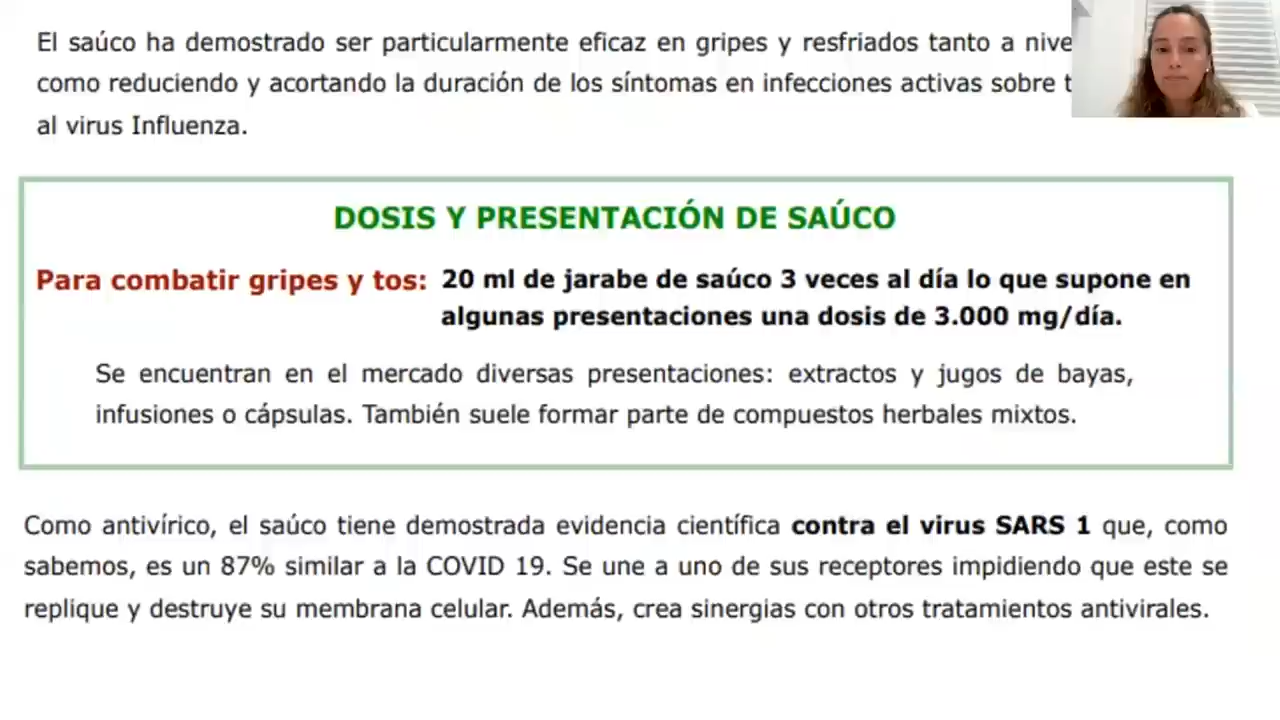 El saúco ha demostrado ser particularmente eficaz en gripes y resfriados tanto a
como reduciendo y acortando la duración de los síntomas en infecciones activas sobre
al virus Influenza.
DOSIS Y PRESENTACIÓN DE SAÚCO
Para combatir gripes y tos: 20 ml de jarabe de saúco 3 veces al día lo que supone en
algunas presentaciones una dosis de 3.000 mg/día.
Se encuentran en el mercado diversas presentaciones: extractos y jugos de bayas,
infusiones o cápsulas. También suele formar parte de compuestos herbales mixtos.
Como antivírico, el saúco tiene demostrada evidencia científica contra el virus SARS 1 que, como
sabemos, es un 87% similar a la COVID 19. Se une a uno de sus receptores impidiendo que este se
replique y destruye su membrana celular. Además, crea sinergias con otros tratamientos antivirales.